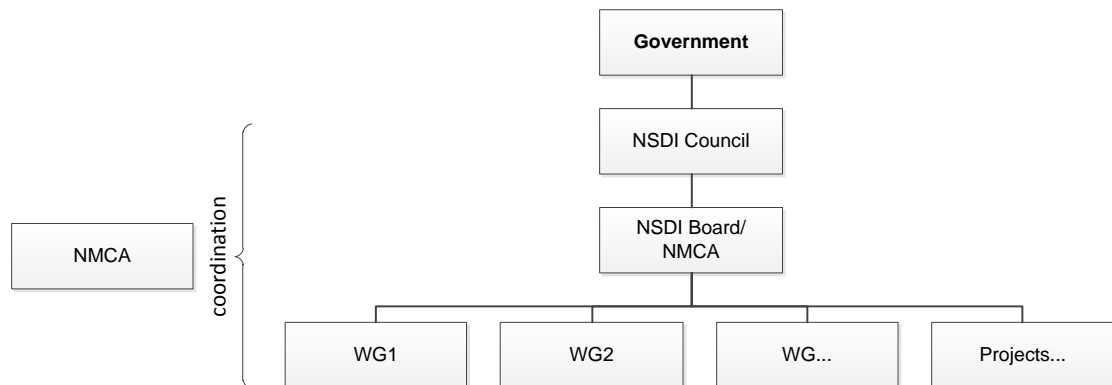 Government
NSDI Council
NSDI Board/
NMCA
NMCA
coordination
WG1
WG2
WG...
Projects...